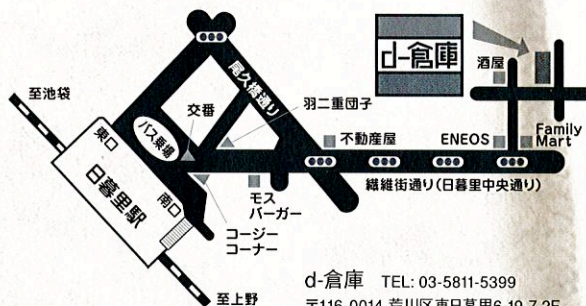 d-倉庫
酒屋
尾久橋通り
羽二重団子
至池袋
交番
バス乗場
東口
日暮里駅
南口
不動産屋
ENEOS
Family
Mart
モス
バーガー
繊維街通り(日暮里中央通り)
コージー
コーナー
至上野
d-倉庫 TEL: 03-5811-5399